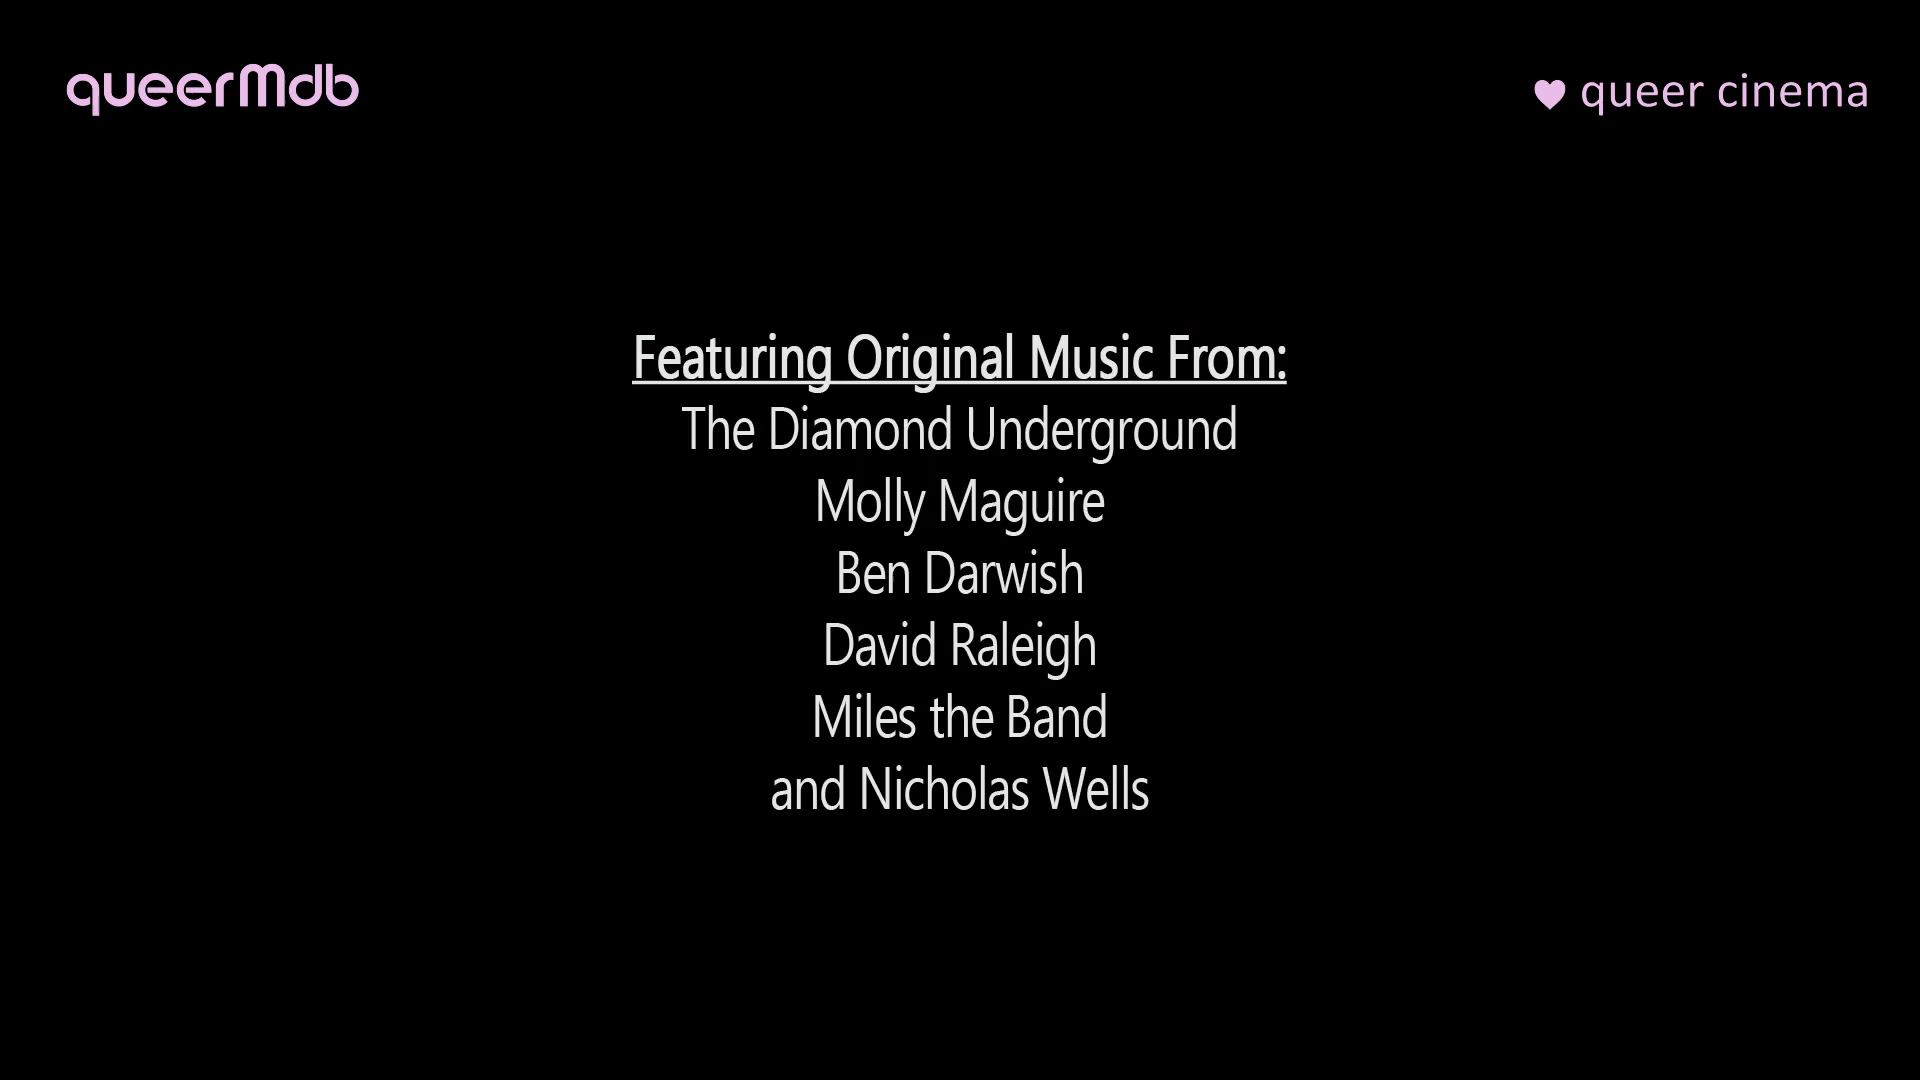 queerMdb
♥ queer cinema
Featuring Original Music From:
The Diamond Underground
Molly Maguire
Ben Darwish
David Raleigh
Miles the Band
and Nicholas Wells